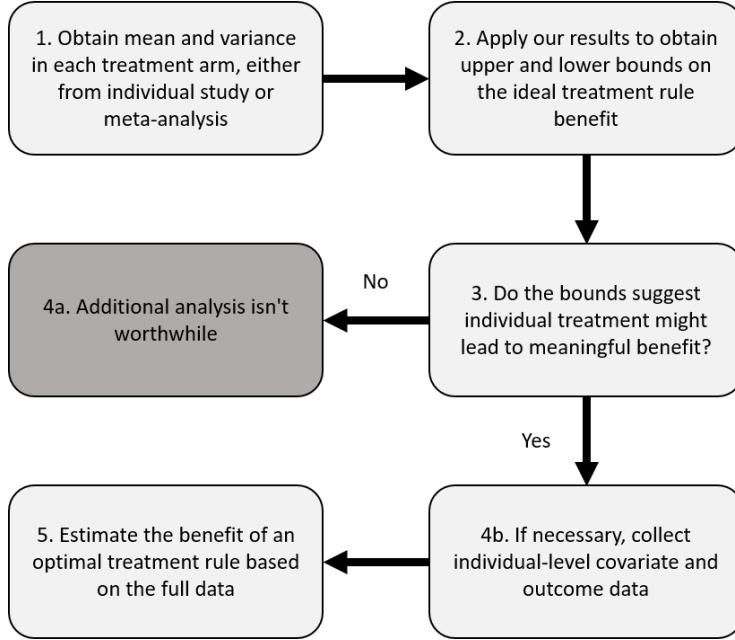 1. Obtain mean and variance
in each treatment arm, either
from individual study or
meta-analysis
2. Apply our results to obtain
upper and lower bounds on
the ideal treatment rule
benefit
3. Do the bounds suggest
individual treatment might
lead to meaningful benefit?
No
4a. Additional analysis isn't
worthwhile
Yes
4b. If necessary, collect
individual-level covariate and
outcome data
5. Estimate the benefit of an
optimal treatment rule based
on the full data